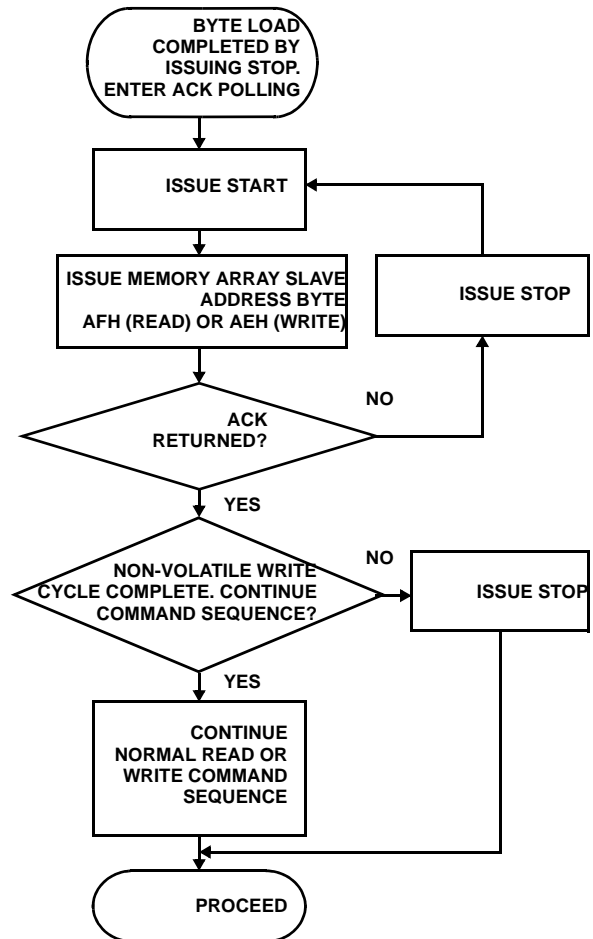 BYTE LOAD
COMPLETED BY
ISSUING STOP.
ENTER ACK POLLING
ISSUE START
ISSUE MEMORY ARRAY SLAVE
ADDRESS BYTE
AFH (READ) OR AEH (WRITE)
ISSUE STOP
NO
ACK
RETURNED?
YES
NO
NON-VOLATILE WRITE
CYCLE COMPLETE. CONTINUE
COMMAND SEQUENCE?
ISSUE STOP
YES
CONTINUE
NORMAL READ OR
WRITE COMMAND
SEQUENCE
PROCEED